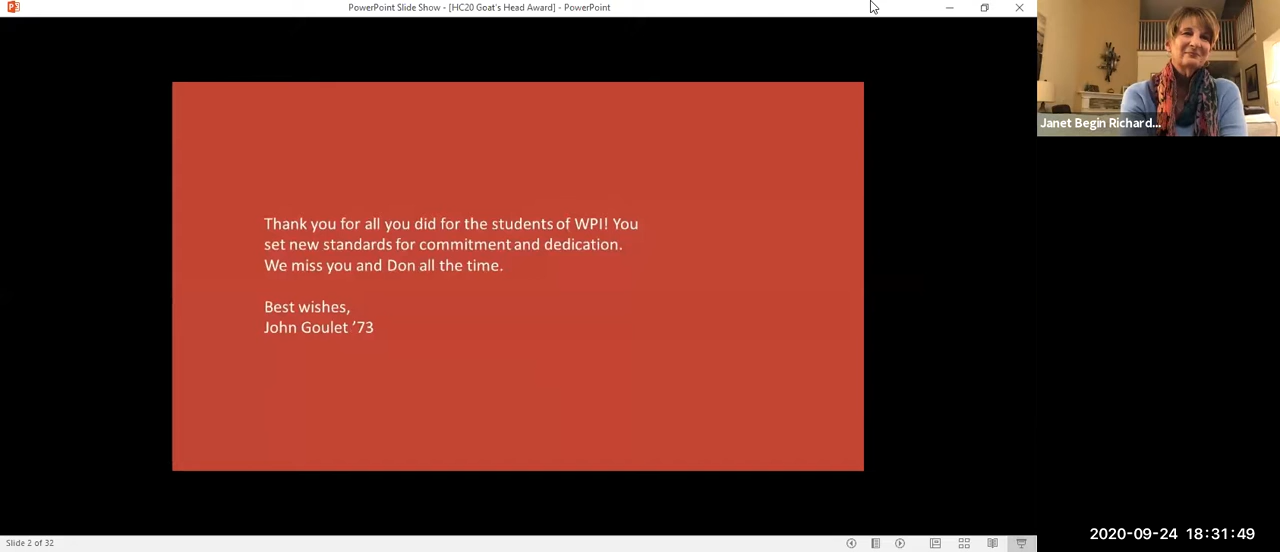 PowerPoint Slide Show - [HC20 Goat's Head Award] - PowerPoint
Janet Begin Richard...
Thank you for all you did for the students of WPI! You
set new standards for commitment and dedication.
We miss you and Don all the time.
Best wishes,
John Goulet ’73
2020-09-24 18:31:49
Slide 2 of 32